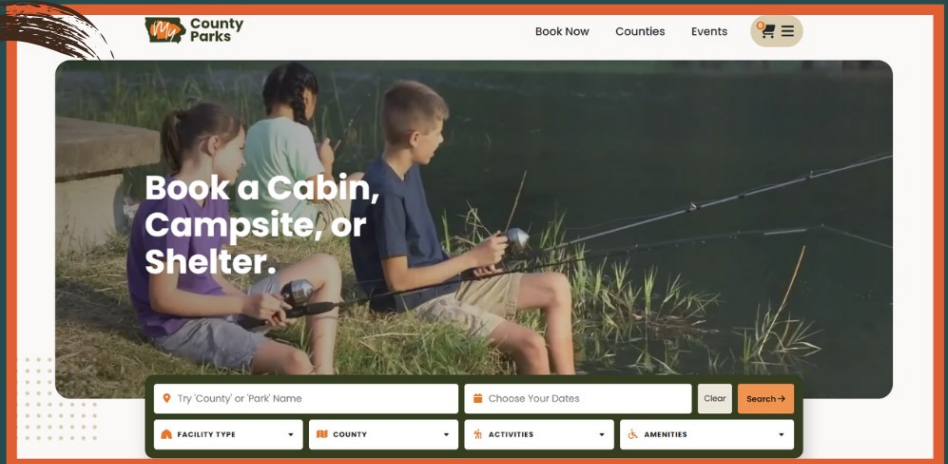 My County
Parks
Book Now
Counties
Events
0
Book a Cabin,
Campsite, or
Shelter.
Try 'County' or 'Park' Name
Choose Your Dates
Clear
Search
FACILITY TYPE
COUNTY
ACTIVITIES
AMENITIES